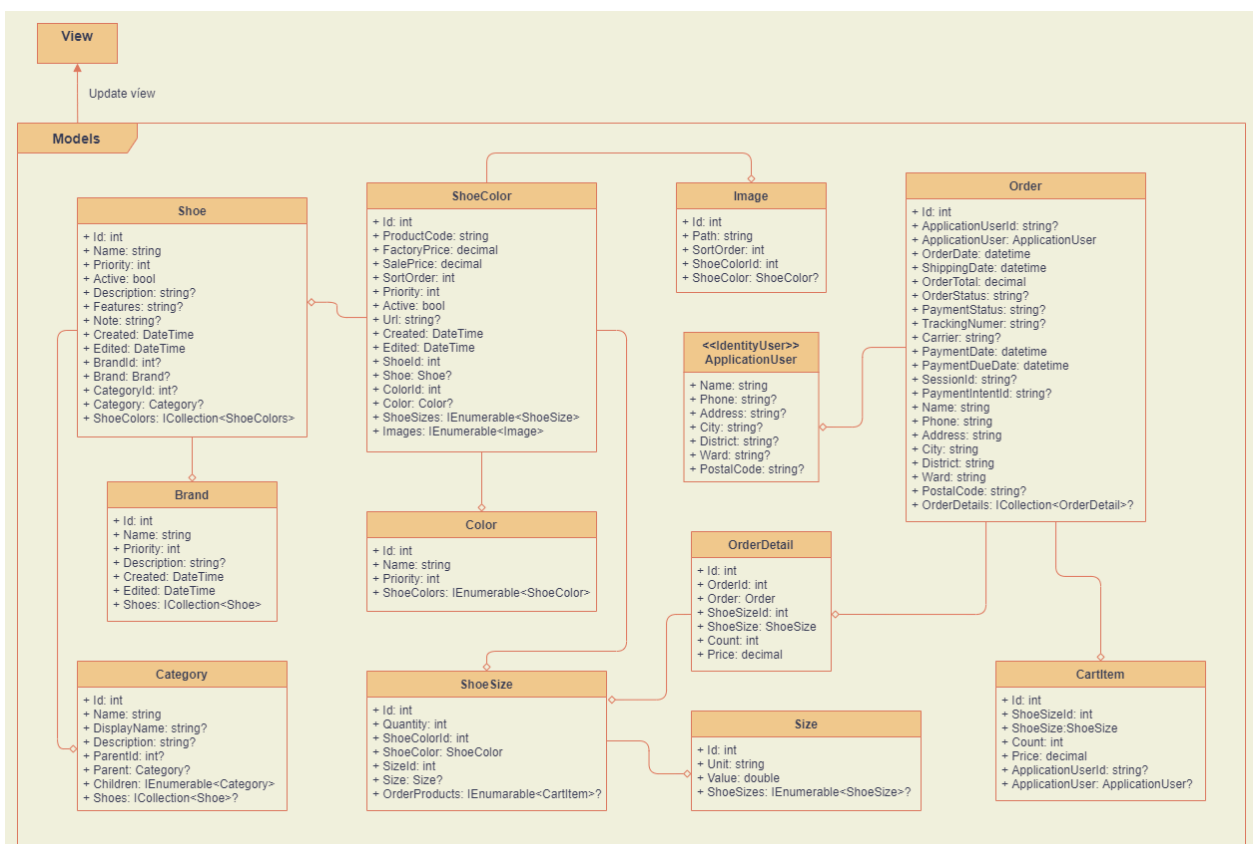 View
Update view
Models
Shoe
+ Id: int
+ Name: string
+ Priority: int
+ Active: bool
+ Description: string?
+ Features: string?
+ Note: string?
+ Created: DateTime
+ Edited: DateTime
+ BrandId: int?
+ Brand: Brand?
+ CategoryId: int?
+ Category: Category?
+ ShoeColors: ICollection<ShoeColors>
ShoeColor
+ Id: int
+ ProductCode: string
+ FactoryPrice: decimal
+ SalePrice: decimal
+ SortOrder: int
+ Priority: int
+ Active: bool
+ Url: string?
+ Created: DateTime
+ Edited: DateTime
+ ShoeId: int
+ Shoe: Shoe?
+ ColorId: int
+ Color: Color?
+ ShoeSizes: IEnumerable<ShoeSize>
+ Images: IEnumerable<Image>
Image
+ Id: int
+ Path: string
+ SortOrder: int
+ ShoeColorId: int
+ ShoeColor: ShoeColor?
Order
+ Id: int
+ ApplicationUserId: string?
+ ApplicationUser: ApplicationUser
+ OrderDate: datetime
+ ShippingDate: datetime
+ OrderTotal: decimal
+ OrderStatus: string?
+ PaymentStatus: string?
+ TrackingNumer: string?
+ Carrier: string?
+ PaymentDate: datetime
+ PaymentDueDate: datetime
+ SessionId: string?
+ PaymentIntentId: string?
+ Name: string
+ Phone: string
+ Address: string
+ City: string
+ District: string
+ Ward: string
+ PostalCode: string?
+ OrderDetails: ICollection<OrderDetail>?
<<IdentityUser>>
ApplicationUser
+ Name: string
+ Phone: string?
+ Address: string?
+ City: string?
+ District: string?
+ Ward: string?
+ PostalCode: string?
Brand
+ Id: int
+ Name: string
+ Priority: int
+ Description: string?
+ Created: DateTime
+ Edited: DateTime
+ Shoes: ICollection<Shoe>
Color
+ Id: int
+ Name: string
+ Priority: int
+ ShoeColors: IEnumerable<ShoeColor>
OrderDetail
+ Id: int
+ OrderId: int
+ Order: Order
+ ShoeSizeId: int
+ ShoeSize: ShoeSize
+ Count: int
+ Price: decimal
Category
+ Id: int
+ Name: string
+ DisplayName: string?
+ Description: string?
+ ParentId: int?
+ Parent: Category?
+ Children: IEnumerable<Category>
+ Shoes: ICollection<Shoe>?
ShoeSize
+ Id: int
+ Quantity: int
+ ShoeColorId: int
+ ShoeColor: ShoeColor
+ SizeId: int
+ Size: Size?
+ OrderProducts: IEnumarable<CartItem>?
Size
+ Id: int
+ Unit: string
+ Value: double
+ ShoeSizes: IEnumerable<ShoeSize>?
CartItem
+ Id: int
+ ShoeSizeId: int
+ ShoeSize:ShoeSize
+ Count: int
+ Price: decimal
+ ApplicationUserId: string?
+ ApplicationUser: ApplicationUser?